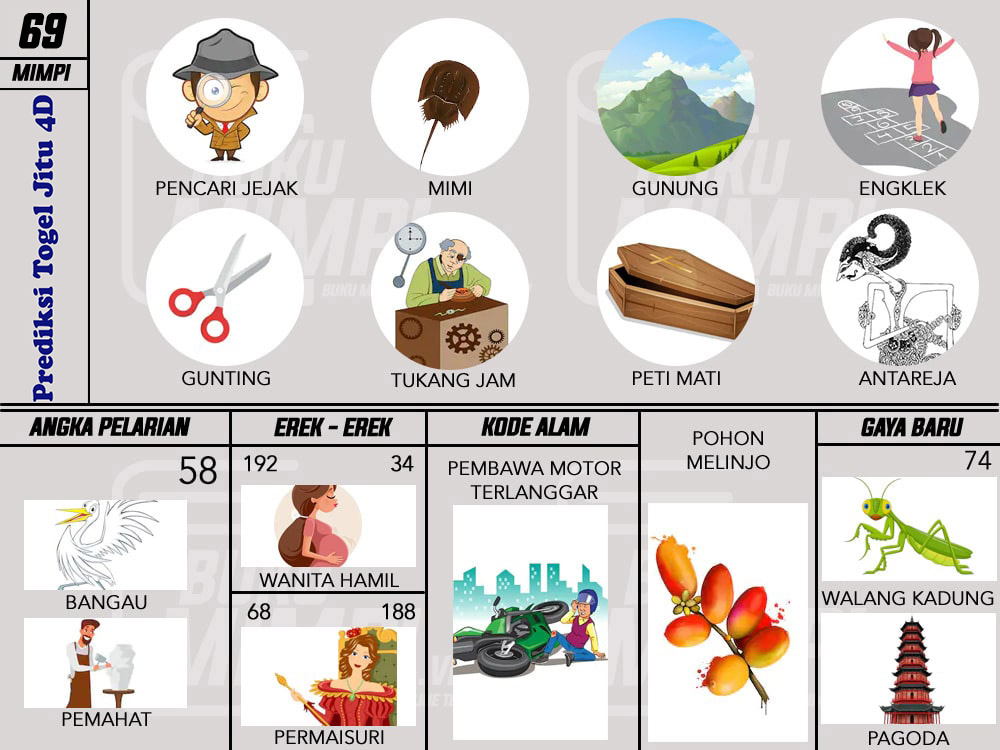 69
MIMPI
Prediksi Togel Jitu 4D
PENCARI JEJAK
MIMI
GUNUNG
ENGKLEK
GUNTING
TUKANG JAM
PETI MATI
ANTAREJA
ANGKA PELARIAN
58
BANGAU
PEMAHAT
EREK - EREK
192 34
WANITA HAMIL
68 188
PERMAISURI
KODE ALAM
PEMBAWA MOTOR
TERLANGGAR
POHON
MELINJO
GAYA BARU
74
WALANG KADUNG
PAGODA